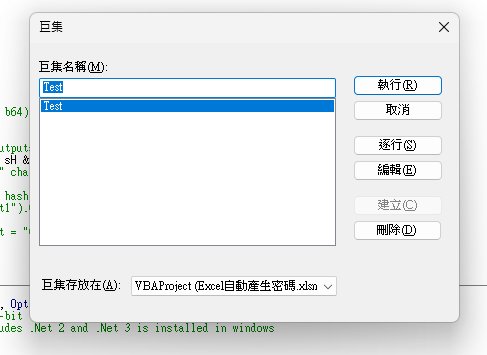 巨集
巨集名稱(M):
Test
執行(R)
Test
取消
b64)
逐行(S)
utput
sH &
編輯(E)
" cha
hash
建立(C)
t1").
刪除(D)
t = "
巨集存放在(A):
VBAProject (Excel自動產生密碼.xlsn
, Opt
-bit
udes .Net 2 and .Net 3 is installed in windows